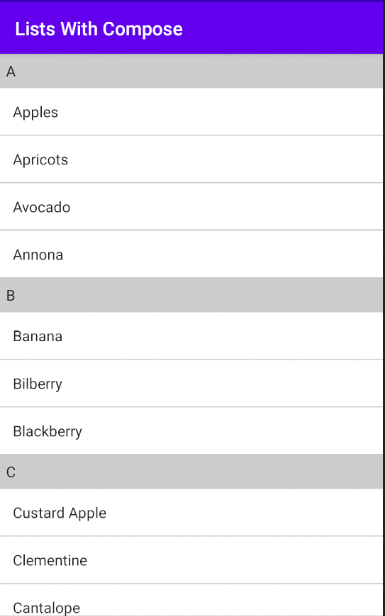 Lists With Compose
A
Apples
Apricots
Avocado
Annona
B
Banana
Bilberry
Blackberry
C
Custard Apple
Clementine
Cantalope